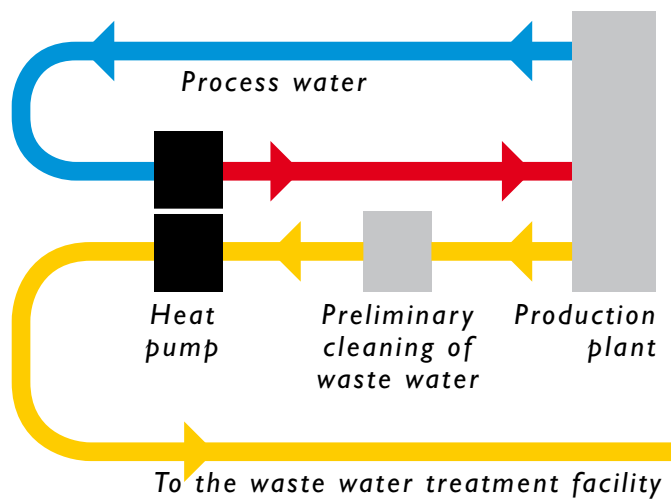 Process water
Heat
pump
Preliminary
cleaning of
waste water
Production
plant
To the waste water treatment facility